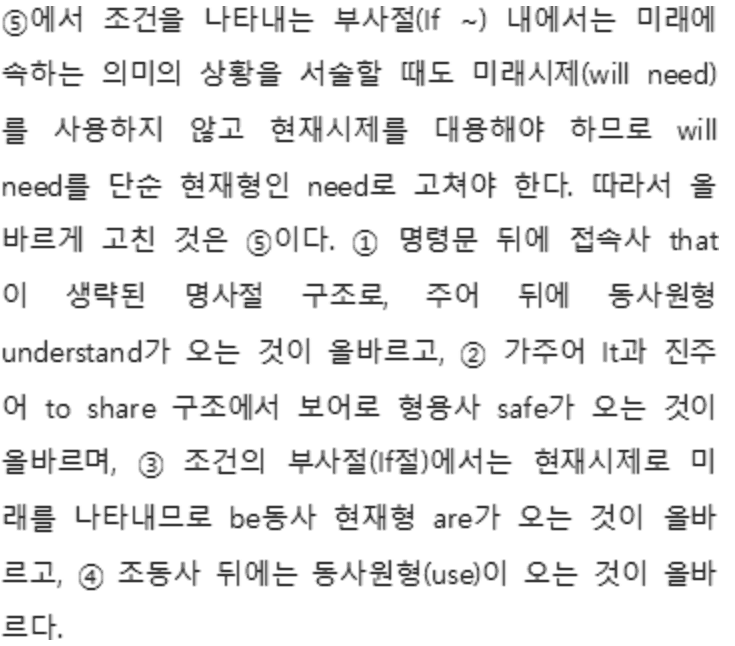 ⑤에서 조건을 나타내는 부사절(If ~) 내에서는 미래에
속하는 의미의 상황을 서술할 때도 미래시제(will need)
를 사용하지 않고 현재시제를 대용해야 하므로 will
need를 단순 현재형인 need로 고쳐야 한다. 따라서 올
바르게 고친 것은 ⑤이다. ① 명령문 뒤에 접속사 that
이 생략된 명사절 구조로, 주어 뒤에 동사원형
understand가 오는 것이 올바르고, ② 가주어 It과 진주
어 to share 구조에서 보어로 형용사 safe가 오는 것이
올바르며, ③ 조건의 부사절(If절)에서는 현재시제로 미
래를 나타내므로 be동사 현재형 are가 오는 것이 올바
르고, ④ 조동사 뒤에는 동사원형(use)이 오는 것이 올바
르다.